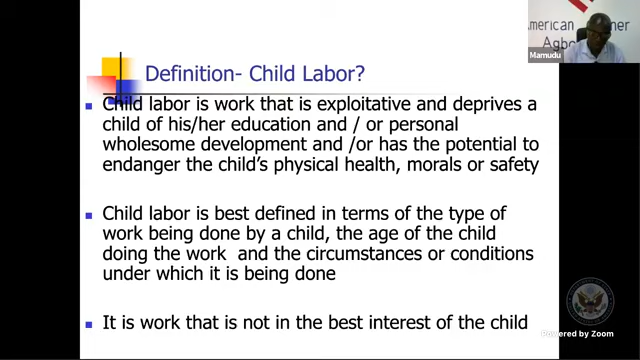 Definition- Child Labor?
Child labor is work that is exploitative and deprives a
child of his/her education and / or personal
wholesome development and /or has the potential to
endanger the child's physical health, morals or safety
Child labor is best defined in terms of the type of
work being done by a child, the age of the child
doing the work and the circumstances or conditions
under which it is being done
It is work that is not in the best interest of the child
American
Agbo
Mamudu
Powered by Zoom